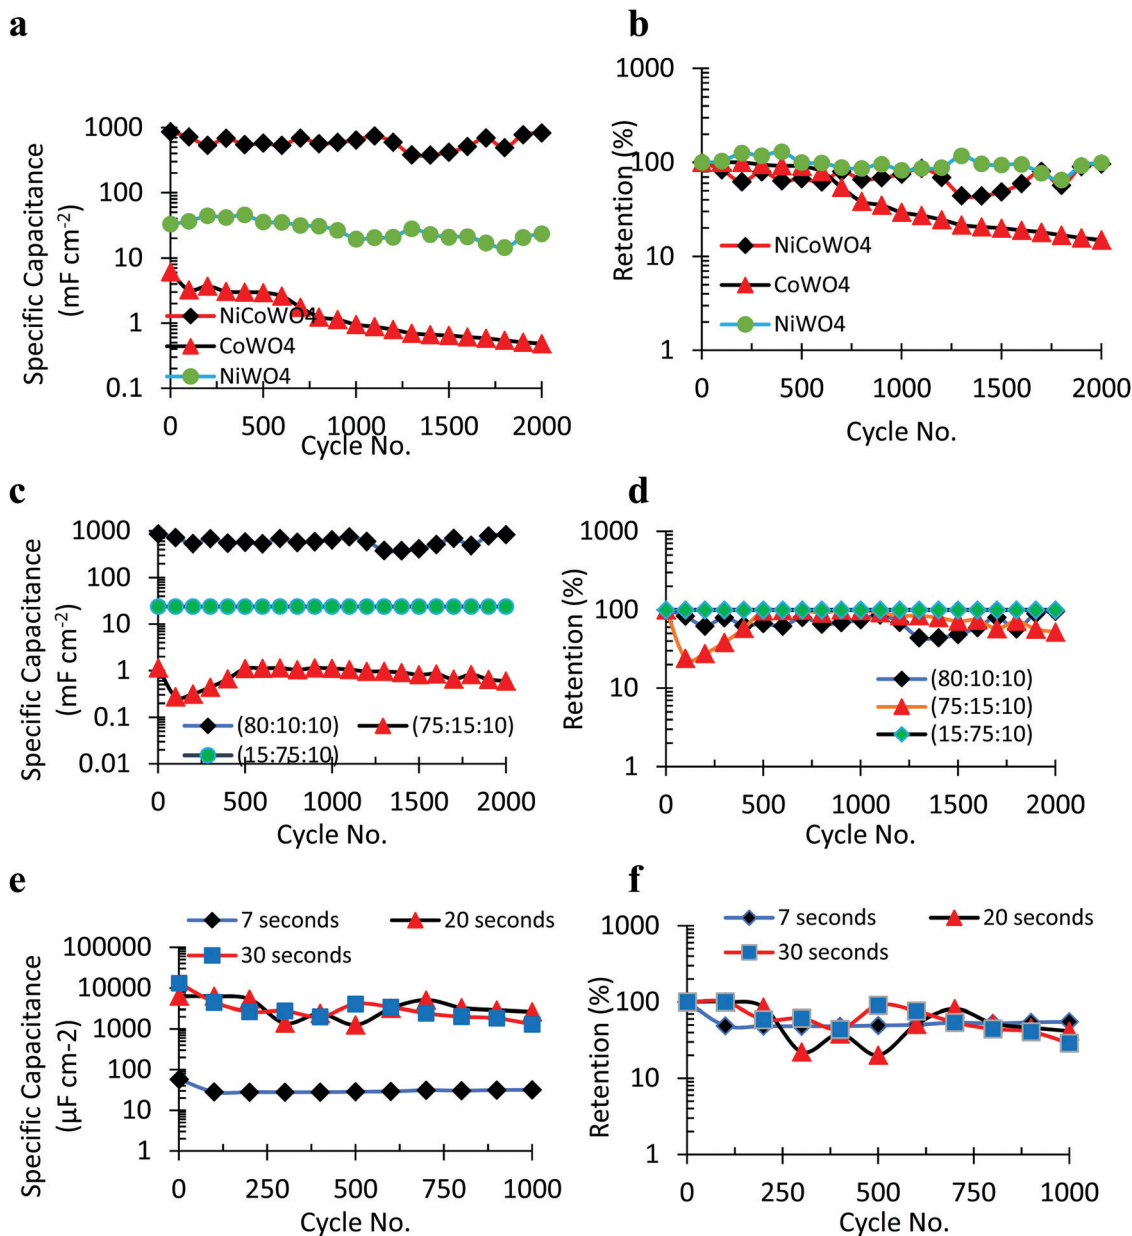 a
Specific Capacitance
(mF cm-2)
1000
100
10
1
0.1
NiCoWO4
CoWO4
NiWO4
0 500 1000 1500 2000
Cycle No.
b
Retention (%)
1000
100
10
1
NiCoWO4
CoWO4
NiWO4
0 500 1000 1500 2000
Cycle No.
c
Specific Capacitance
(mF cm-2)
1000
100
10
1
0.1
0.01
(80:10:10) (75:15:10)
(15:75:10)
0 500 1000 1500 2000
Cycle No.
d
Retention (%)
1000
100
10
1
(80:10:10)
(75:15:10)
(15:75:10)
0 500 1000 1500 2000
Cycle No.
e
7 seconds 20 seconds
30 seconds
Specific Capacitance
(μF cm-2)
100000
10000
1000
100
10
1
0 250 500 750 1000
Cycle No.
f
7 seconds 20 seconds
30 seconds
Retention (%)
1000
100
10
1
0 250 500 750 1000
Cycle No.